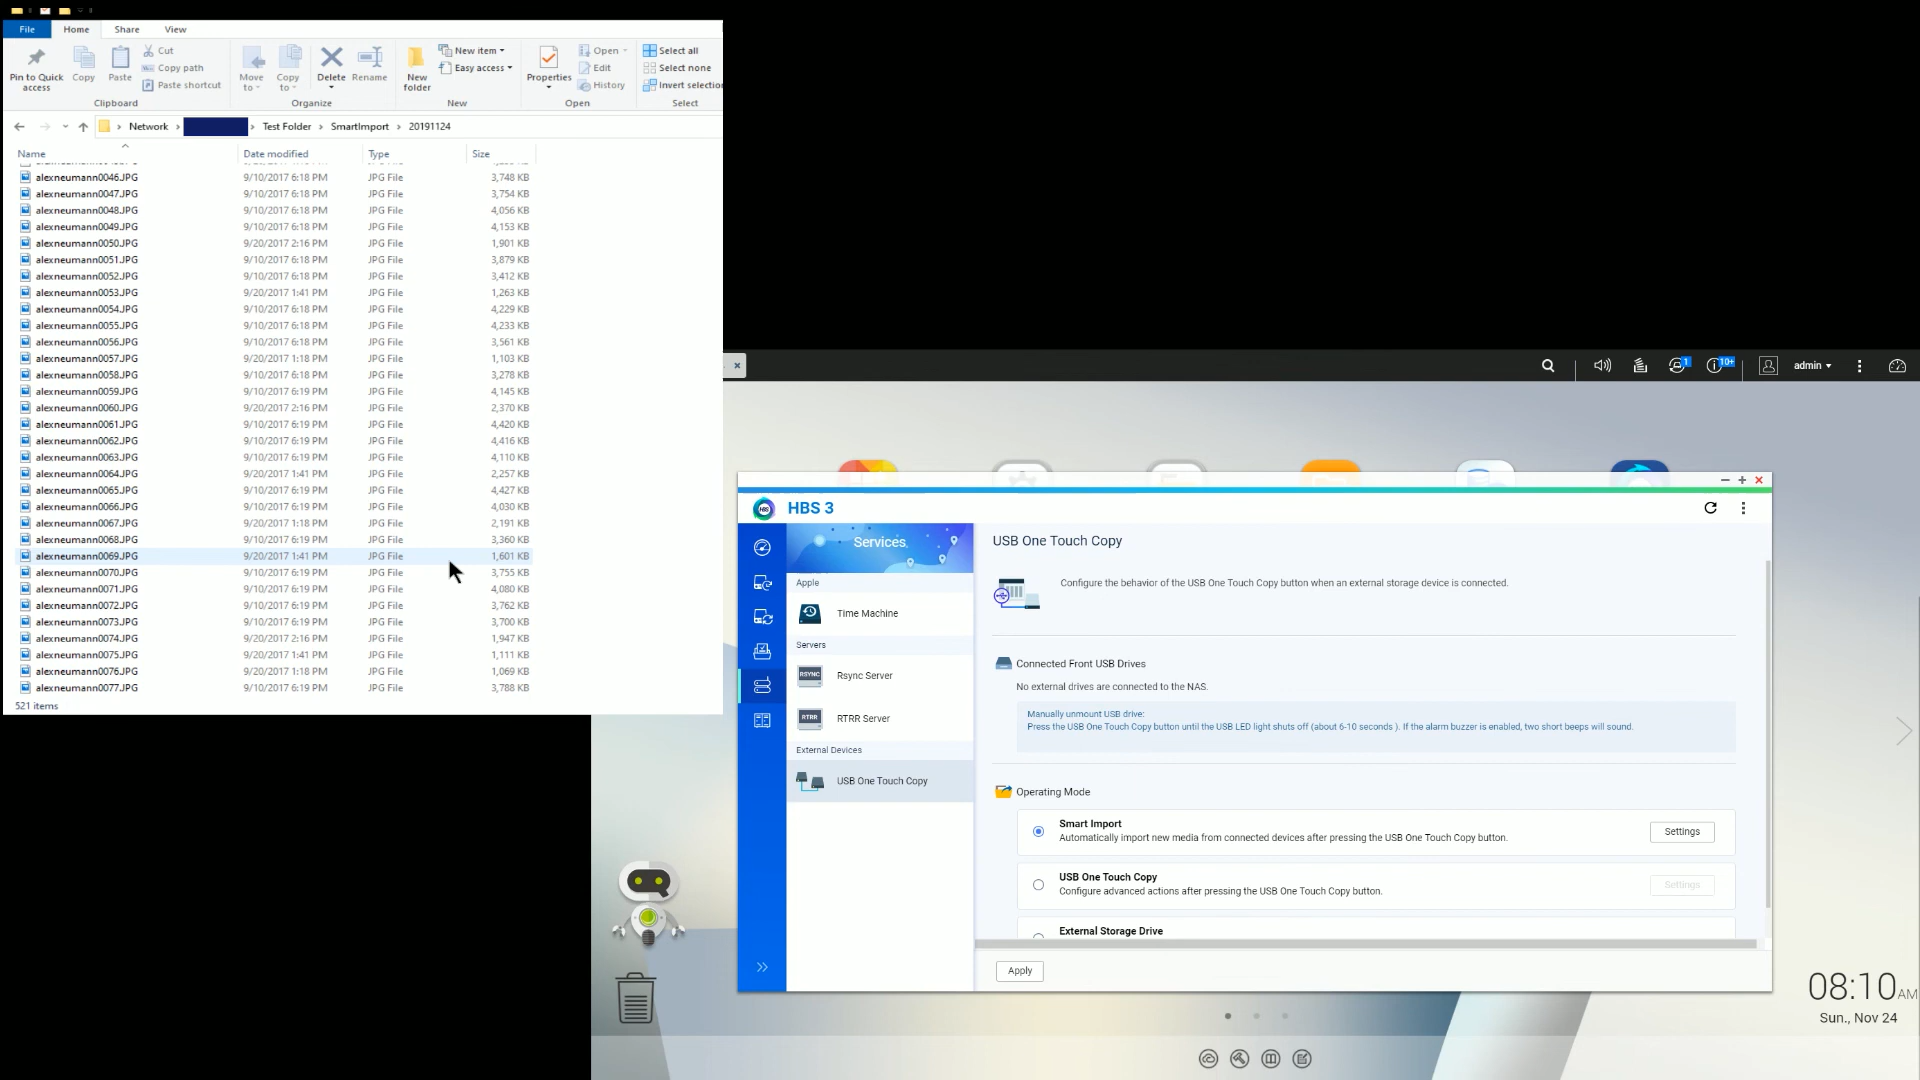 File Home Share View
Pin to Quick access
Copy
Paste
Cut
Copy path
Paste shortcut
Clipboard
Move to
Copy to
Delete
Rename
Organize
New folder
New item
Easy access
New
Properties
Open
Edit
History
Open
Select all
Select none
Invert selection
Select
Network Test Folder SmartImport 20191124
Name Date modified Type Size
alexneumann0046.JPG 9/10/2017 6:18 PM JPG File 3,748 KB
alexneumann0047.JPG 9/10/2017 6:18 PM JPG File 3,754 KB
alexneumann0048.JPG 9/10/2017 6:18 PM JPG File 4,056 KB
alexneumann0049.JPG 9/10/2017 6:18 PM JPG File 4,153 KB
alexneumann0050.JPG 9/20/2017 2:16 PM JPG File 1,901 KB
alexneumann0051.JPG 9/10/2017 6:18 PM JPG File 3,879 KB
alexneumann0052.JPG 9/10/2017 6:18 PM JPG File 3,412 KB
alexneumann0053.JPG 9/20/2017 1:41 PM JPG File 1,263 KB
alexneumann0054.JPG 9/10/2017 6:18 PM JPG File 4,229 KB
alexneumann0055.JPG 9/10/2017 6:18 PM JPG File 4,233 KB
alexneumann0056.JPG 9/10/2017 6:18 PM JPG File 3,561 KB
alexneumann0057.JPG 9/20/2017 1:18 PM JPG File 1,103 KB
alexneumann0058.JPG 9/10/2017 6:18 PM JPG File 3,278 KB
alexneumann0059.JPG 9/10/2017 6:19 PM JPG File 4,145 KB
alexneumann0060.JPG 9/20/2017 2:16 PM JPG File 2,370 KB
alexneumann0061.JPG 9/10/2017 6:19 PM JPG File 4,420 KB
alexneumann0062.JPG 9/10/2017 6:19 PM JPG File 4,416 KB
alexneumann0063.JPG 9/10/2017 6:19 PM JPG File 4,110 KB
alexneumann0064.JPG 9/20/2017 1:41 PM JPG File 2,257 KB
alexneumann0065.JPG 9/10/2017 6:19 PM JPG File 4,427 KB
alexneumann0066.JPG 9/10/2017 6:19 PM JPG File 4,030 KB
alexneumann0067.JPG 9/20/2017 1:18 PM JPG File 2,191 KB
alexneumann0068.JPG 9/10/2017 6:19 PM JPG File 3,360 KB
alexneumann0069.JPG 9/20/2017 1:41 PM JPG File 1,601 KB
alexneumann0070.JPG 9/10/2017 6:19 PM JPG File 3,755 KB
alexneumann0071.JPG 9/10/2017 6:19 PM JPG File 4,080 KB
alexneumann0072.JPG 9/10/2017 6:19 PM JPG File 3,762 KB
alexneumann0073.JPG 9/10/2017 6:19 PM JPG File 3,700 KB
alexneumann0074.JPG 9/20/2017 2:16 PM JPG File 1,947 KB
alexneumann0075.JPG 9/20/2017 1:41 PM JPG File 1,111 KB
alexneumann0076.JPG 9/20/2017 1:18 PM JPG File 1,069 KB
alexneumann0077.JPG 9/10/2017 6:19 PM JPG File 3,788 KB
521 items
1 10+ admin
HBS HBS 3
Services
Apple
Time Machine
Servers
RSYNC Rsync Server
RTRR RTRR Server
External Devices
USB One Touch Copy
USB One Touch Copy
Configure the behavior of the USB One Touch Copy button when an external storage device is connected.
Connected Front USB Drives
No external drives are connected to the NAS.
Manually unmount USB drive:
Press the USB One Touch Copy button until the USB LED light shuts off (about 6-10 seconds ). If the alarm buzzer is enabled, two short beeps will sound.
Operating Mode
Smart Import
Automatically import new media from connected devices after pressing the USB One Touch Copy button.
Settings
USB One Touch Copy
Configure advanced actions after pressing the USB One Touch Copy button.
Settings
External Storage Drive
Apply
08:10 AM
Sun., Nov 24